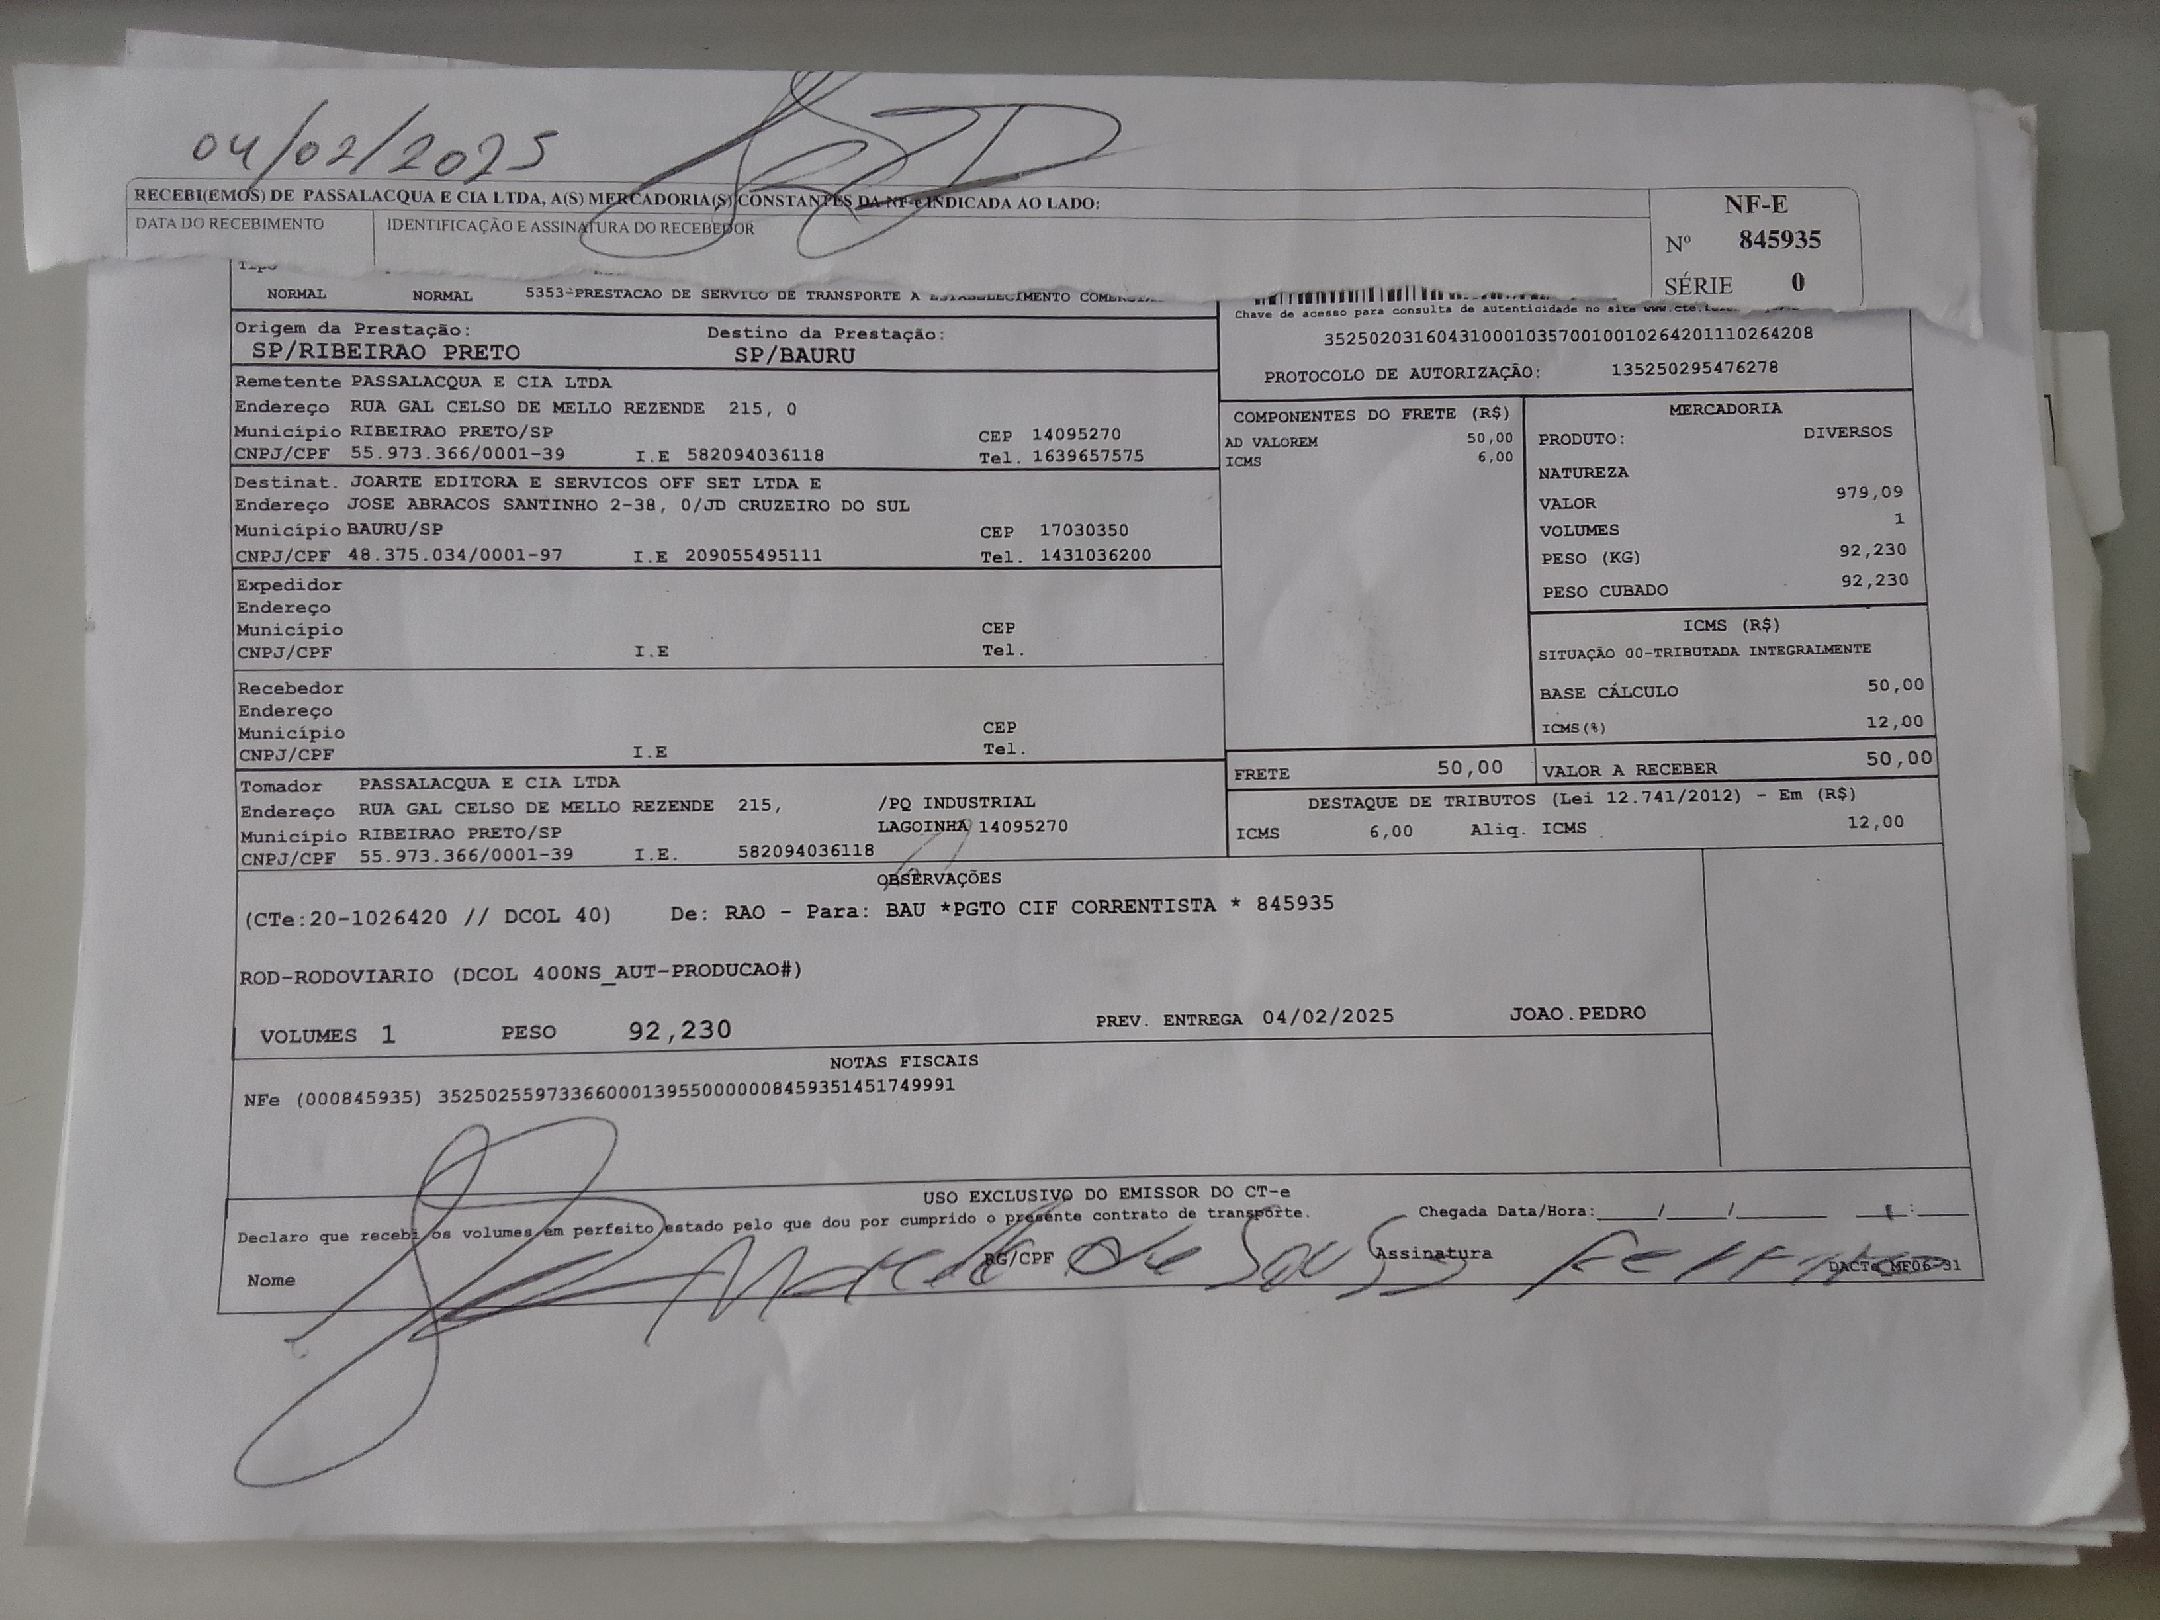 04/02/2025
RECEBI(EMOS) DE PASSALACQUA E CIA LTDA, A(S) MERCADORIA(S) CONSTANTES DA NF-e INDICADA AO LADO:
DATA DO RECEBIMENTO IDENTIFICAÇÃO E ASSINATURA DO RECEBEDOR
NF-E
Nº 845935
SÉRIE 0
Tipo
NORMAL NORMAL 5353-PRESTACAO DE SERVICO DE TRANSPORTE A ESTABELECIMENTO
Chave de acesso para consulta de autenticidade no site
35250203160431000103570010010264201110264208
PROTOCOLO DE AUTORIZAÇÃO: 135250295476278
Origem da Prestação: Destino da Prestação:
SP/RIBEIRAO PRETO SP/BAURU
Remetente PASSALACQUA E CIA LTDA
Endereço RUA GAL CELSO DE MELLO REZENDE 215, 0
Município RIBEIRAO PRETO/SP CEP 14095270
CNPJ/CPF 55.973.366/0001-39 I.E 582094036118 Tel. 1639657575
Destinat. JOARTE EDITORA E SERVICOS OFF SET LTDA E
Endereço JOSE ABRACOS SANTINHO 2-38, 0/JD CRUZEIRO DO SUL
Município BAURU/SP CEP 17030350
CNPJ/CPF 48.375.034/0001-97 I.E 209055495111 Tel. 1431036200
Expedidor
Endereço
Município CEP
CNPJ/CPF I.E Tel.
Recebedor
Endereço
Município CEP
CNPJ/CPF I.E Tel.
Tomador PASSALACQUA E CIA LTDA
Endereço RUA GAL CELSO DE MELLO REZENDE 215, /PQ INDUSTRIAL
Município RIBEIRAO PRETO/SP LAGOINHA 14095270
CNPJ/CPF 55.973.366/0001-39 I.E. 582094036118
COMPONENTES DO FRETE (R$)
AD VALOREM 50,00
ICMS 6,00
MERCADORIA
PRODUTO: DIVERSOS
NATUREZA
VALOR 979,09
VOLUMES 1
PESO (KG) 92,230
PESO CUBADO 92,230
ICMS (R$)
SITUAÇÃO 00-TRIBUTADA INTEGRALMENTE
BASE CÁLCULO 50,00
ICMS(%) 12,00
FRETE 50,00 VALOR A RECEBER 50,00
DESTAQUE DE TRIBUTOS (Lei 12.741/2012) - Em (R$)
ICMS 6,00 Aliq. ICMS 12,00
OBSERVAÇÕES
(CTe:20-1026420 // DCOL 40) De: RAO - Para: BAU *PGTO CIF CORRENTISTA * 845935
ROD-RODOVIARIO (DCOL 400NS_AUT-PRODUCAO#)
VOLUMES 1 PESO 92,230 PREV. ENTREGA 04/02/2025 JOAO.PEDRO
NOTAS FISCAIS
NFe (000845935) 35250255973366000139550000008459351451749991
USO EXCLUSIVO DO EMISSOR DO CT-e
Declaro que recebi os volumes em perfeito estado pelo que dou por cumprido o presente contrato de transporte. Chegada Data/Hora:____/____/______ ___:___
Nome RG/CPF Assinatura DACTe MF06-31
de